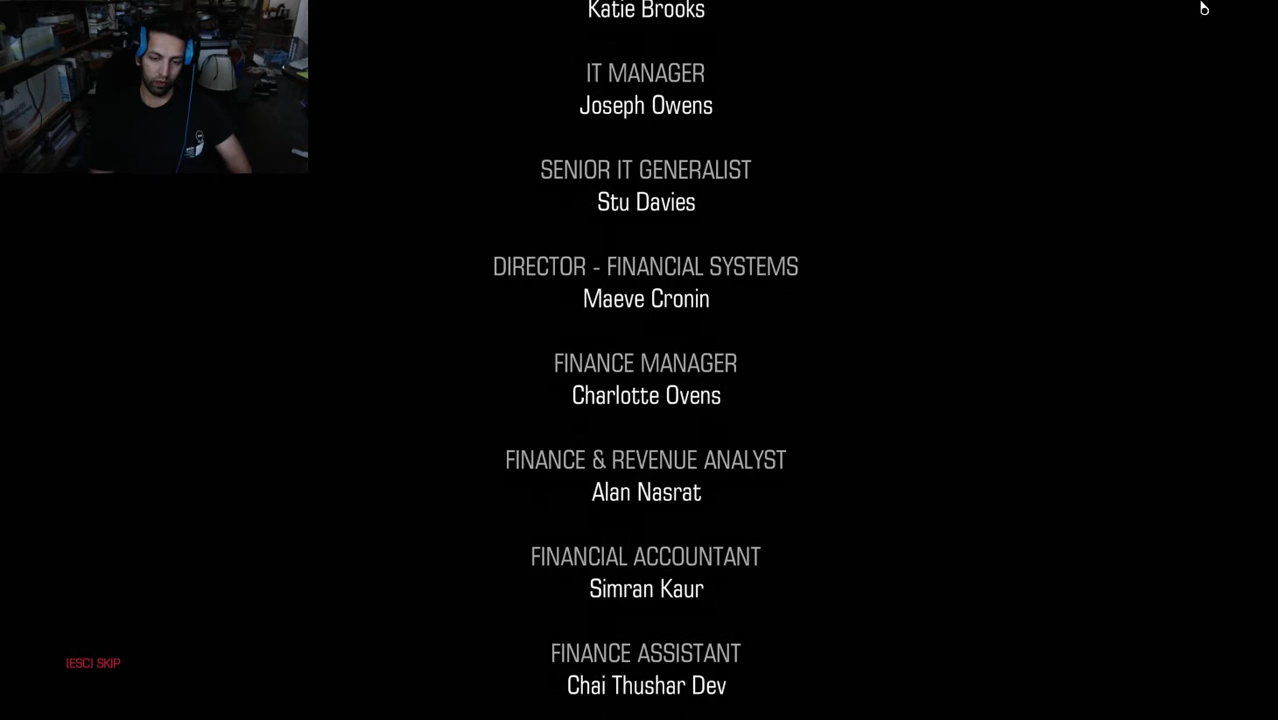 Katie Brooks
IT MANAGER
Joseph Owens
SENIOR IT GENERALIST
Stu Davies
DIRECTOR - FINANCIAL SYSTEMS
Maeve Cronin
FINANCE MANAGER
Charlotte Ovens
FINANCE & REVENUE ANALYST
Alan Nasrat
FINANCIAL ACCOUNTANT
Simran Kaur
FINANCE ASSISTANT
Chai Thushar Dev
[ESC] SKIP